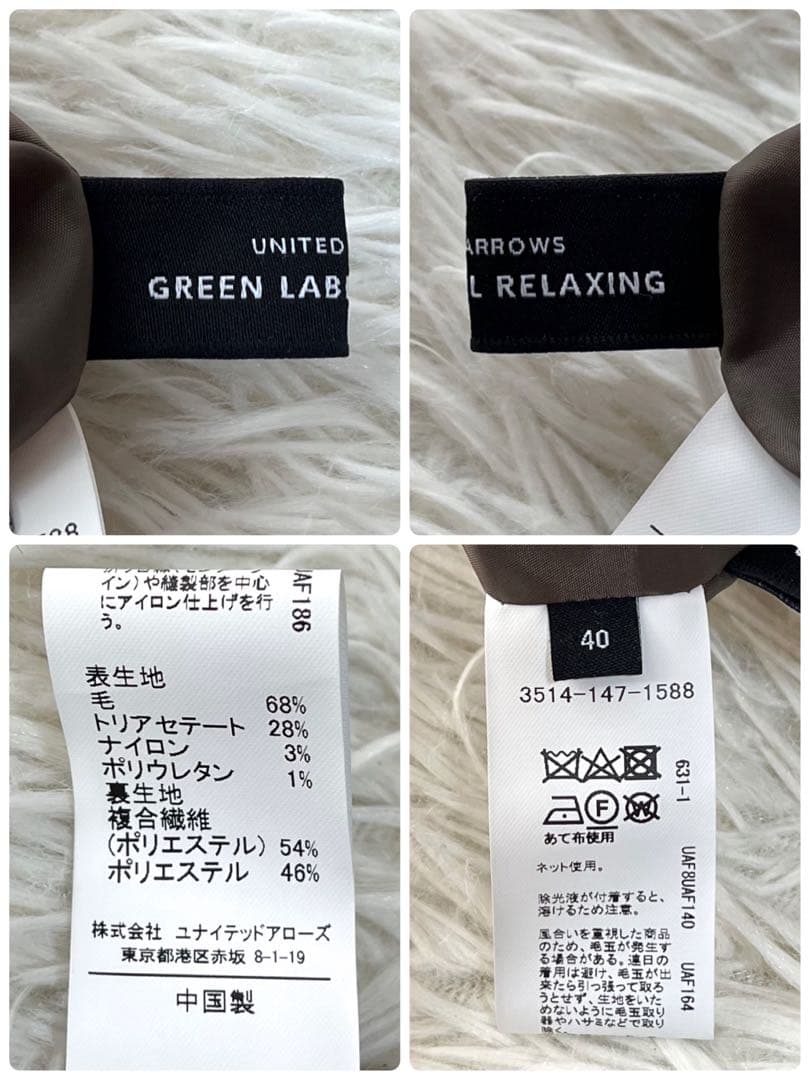 UNITED
GREEN LAB
ARROWS
L RELAXING
イン)や縫製部を中心
にアイロン仕上げを行
う。
UAF186
表生地
毛 68%
トリアセテート 28%
ナイロン 3%
ポリウレタン 1%
裏生地
複合繊維
(ポリエステル) 54%
ポリエステル 46%
株式会社 ユナイテッドアローズ
東京都港区赤坂 8-1-19
中国製
40
3514-147-1588
F W
あて布使用
ネット使用。
除光液が付着すると、
溶けるため注意。
風合いを重視した商品
のため、毛玉が発生す
る場合がある。連日の
着用は避け、毛玉が出
来たら引っ張って取ろ
うとせず、生地をいた
めないように毛玉取り
器やハサミなどで取り
除く。
631-1
UAF8UAF140
UAF164